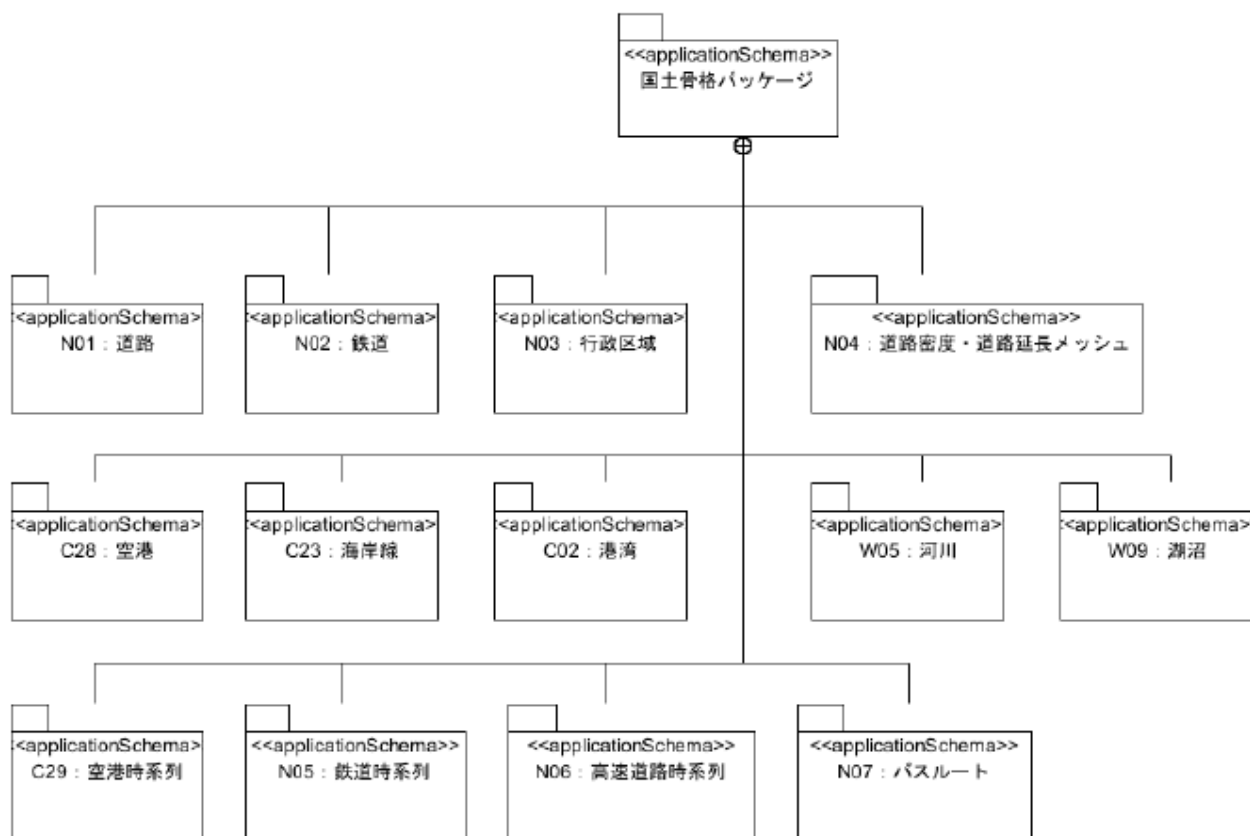 <<applicationSchema>>
国土骨格パッケージ
<<applicationSchema>
N01：道路
<<applicationSchema>
N02：鉄道
<<applicationSchema>
N03：行政区域
<<applicationSchema>>
N04：道路密度・道路延長メッシュ
<<applicationSchema>
C28：空港
<<applicationSchema>
C23：海岸線
<<applicationSchema>
C02：港湾
<<applicationSchema>
W05：河川
<<applicationSchema>
W09：湖沼
<<applicationSchema>
C29：空港時系列
<<applicationSchema>>
N05：鉄道時系列
<<applicationSchema>>
N06：高速道路時系列
<<applicationSchema>>
N07：バスルート